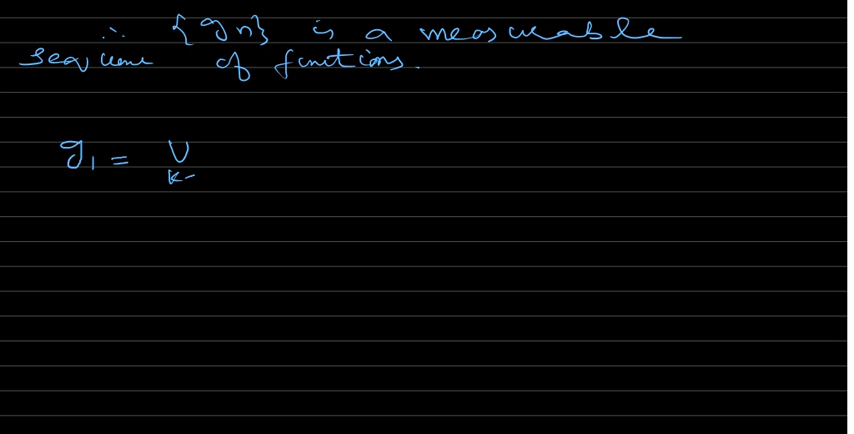 ∴ {gn} is a measurable
sequence of functions.
g₁ = ∨
k-